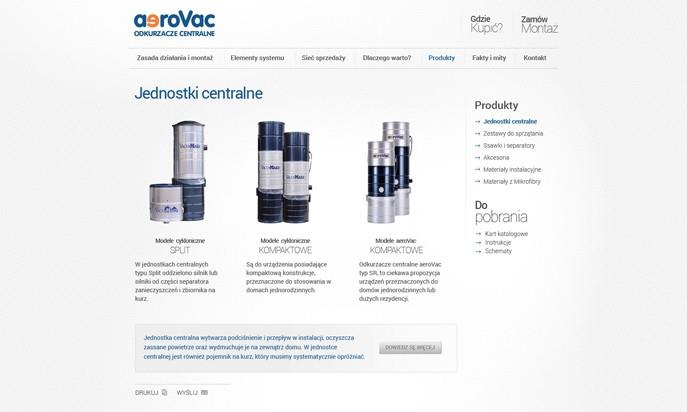 aeroVac
ODKURZACZE CENTRALNE
Gdzie
Kupić?
Zamów
Montaż
Zasada działania i montaż
Elementy systemu
Sieć sprzedaży
Dlaczego warto?
Produkty
Fakty i mity
Kontakt
Jednostki centralne
Modele cykloniczne
SPLIT
W jednostkach centralnych
typu Split oddzielono silnik lub
silniki od części separatora
zanieczyszczeń i zbiornika na
kurz.
Modele cykloniczne
KOMPAKTOWE
Są do urządzenia posiadające
kompaktową konstrukcje,
przeznaczone do stosowania w
domach jednorodzinnych.
Modele aeroVac
KOMPAKTOWE
Odkurzacze centralne aeroVac
typ SR, to ciekawa propozycja
urządzeń przeznaczonych do
domów jednorodzinnych lub
dużych rezydencji.
Jednostka centralna wytwarza podciśnienie i przepływ w instalacji, oczyszcza
zassane powietrze oraz wydmuchuje je na zewnątrz domu. W jednostce
centralnej jest również pojemnik na kurz, który musimy systematycznie opróżniać.
DOWIEDZ SIĘ WIĘCEJ
DRUKUJ
WYŚLIJ
Produkty
Jednostki centralne
Zestawy do sprzątania
Ssawki i separatory
Akcesoria
Materiały instalacyjne
Materiały z Mikrofibry
Do
pobrania
Kart katalogowe
Instrukcje
Schematy